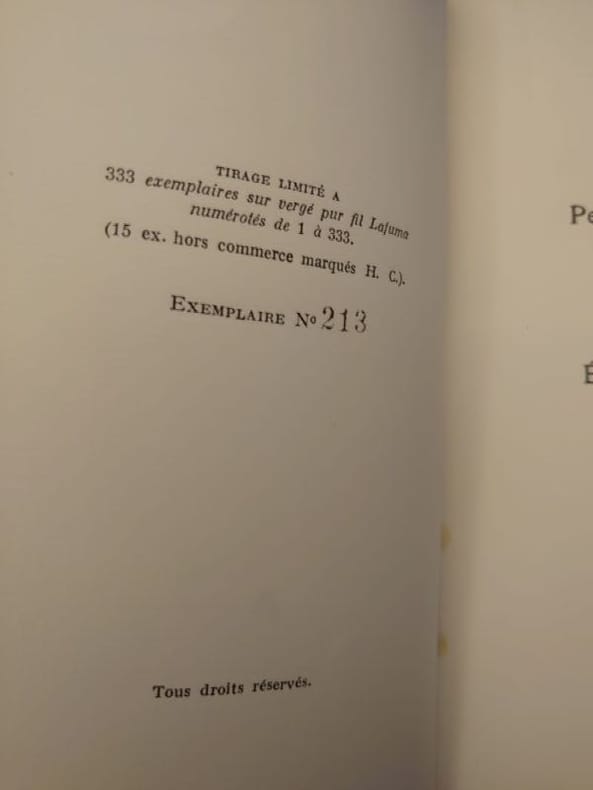 TIRAGE LIMITÉ A
333 exemplaires sur vergé pur fil Lafuma
numérotés de 1 à 333.
(15 ex. hors commerce marqués H. C.).
EXEMPLAIRE Nº 213
Tous droits réservés.